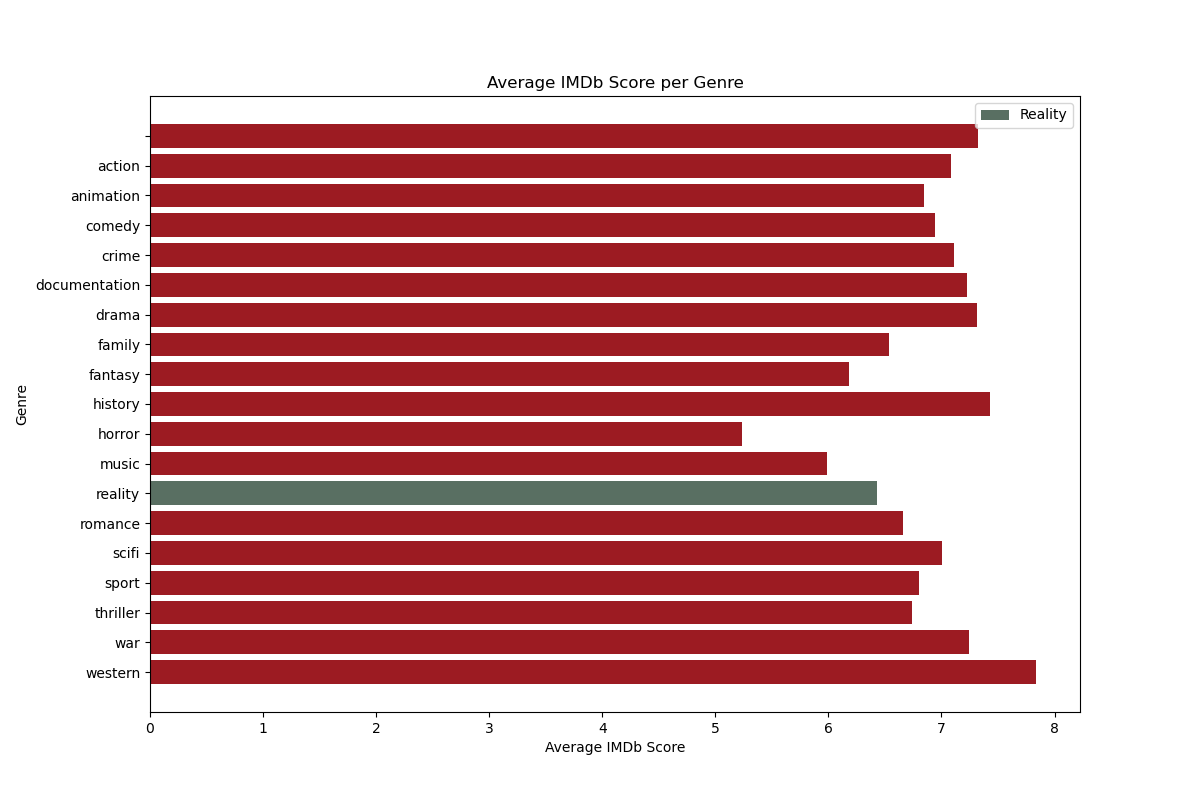 Average IMDb Score per Genre
Reality
action
animation
comedy
crime
documentation
drama
family
fantasy
history
horror
music
reality
romance
scifi
sport
thriller
war
western
Genre
0 1 2 3 4 5 6 7 8
Average IMDb Score